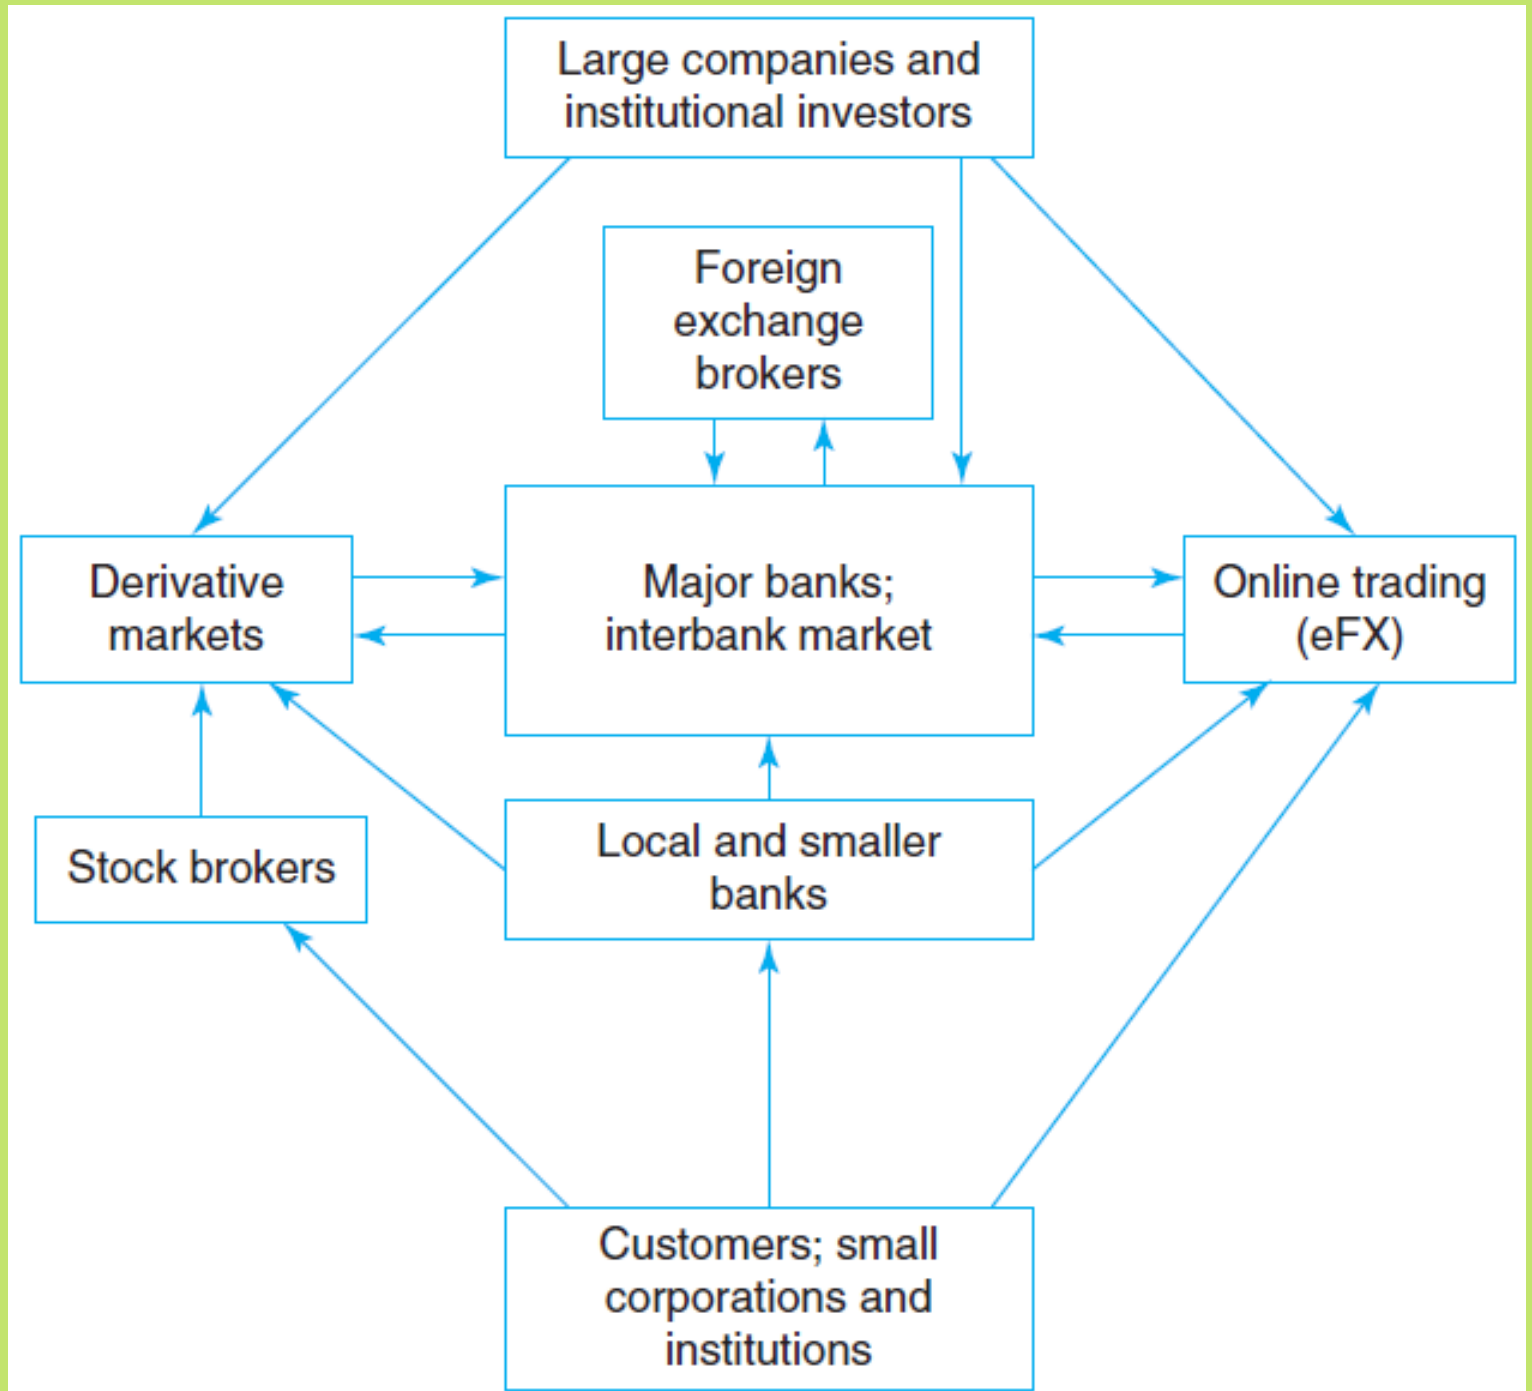 Large companies and
institutional investors
Foreign
exchange
brokers
Derivative
markets
Major banks;
interbank market
Online trading
(eFX)
Stock brokers
Local and smaller
banks
Customers; small
corporations and
institutions